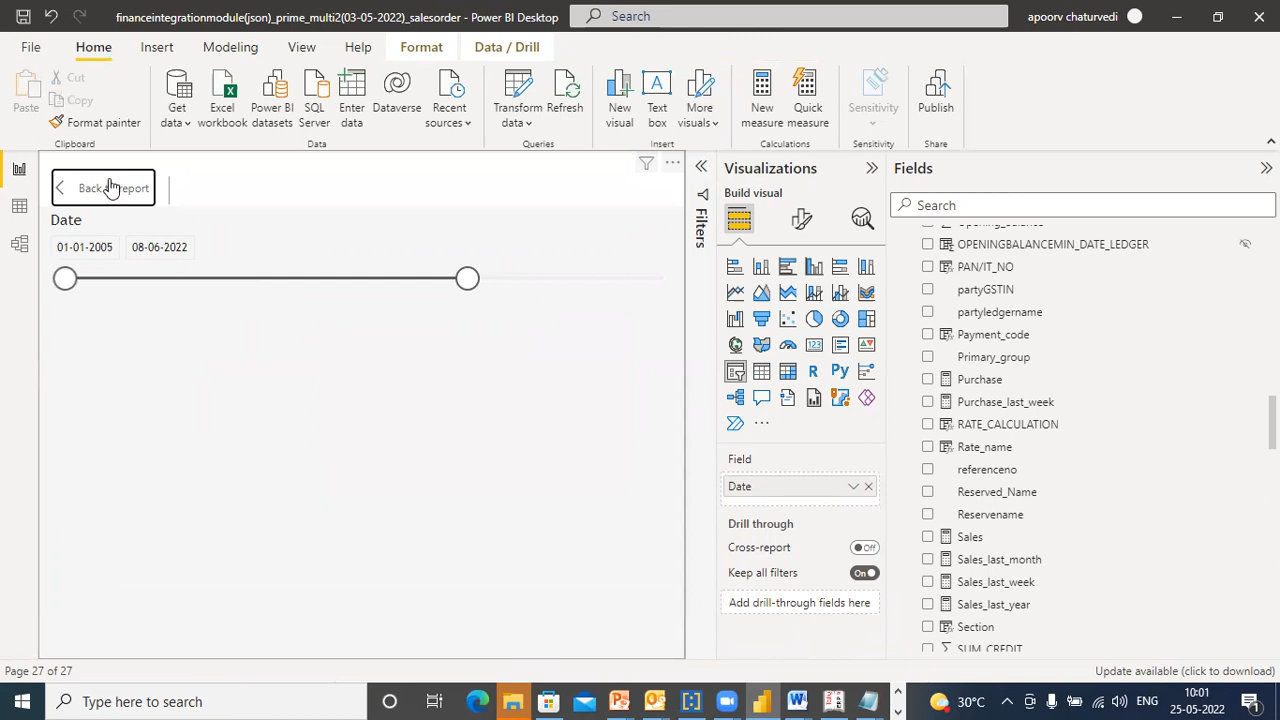 financeintegrationmodule(json)_prime_multi2(03-05-2022)_salesorder - Power BI Desktop
Search
apoorv chaturvedi
File
Home
Insert
Modeling
View
Help
Format
Data / Drill
Paste
Cut
Copy
Format painter
Get data
Excel workbook
Power BI datasets
SQL Server
Enter data
Dataverse
Recent sources
Transform data
Refresh
New visual
Text box
More visuals
New measure
Quick measure
Sensitivity
Publish
Clipboard
Data
Queries
Insert
Calculations
Sensitivity
Share
Back report
Date
01-01-2005
08-06-2022
Filters
Visualizations
Build visual
123
R
Py
Field
Date
Drill through
Cross-report
Off
Keep all filters
On
Add drill-through fields here
Fields
Search
OPENINGBALANCEMIN_DATE_LEDGER
PAN/IT_NO
partyGSTIN
partyledgername
Payment_code
Primary_group
Purchase
Purchase_last_week
RATE_CALCULATION
Rate_name
referenceno
Reserved_Name
Reservename
Sales
Sales_last_month
Sales_last_week
Sales_last_year
Section
SUM_CREDIT
Page 27 of 27
Update available (click to download)
Type here to search
30°C
ENG
10:01
25-05-2022